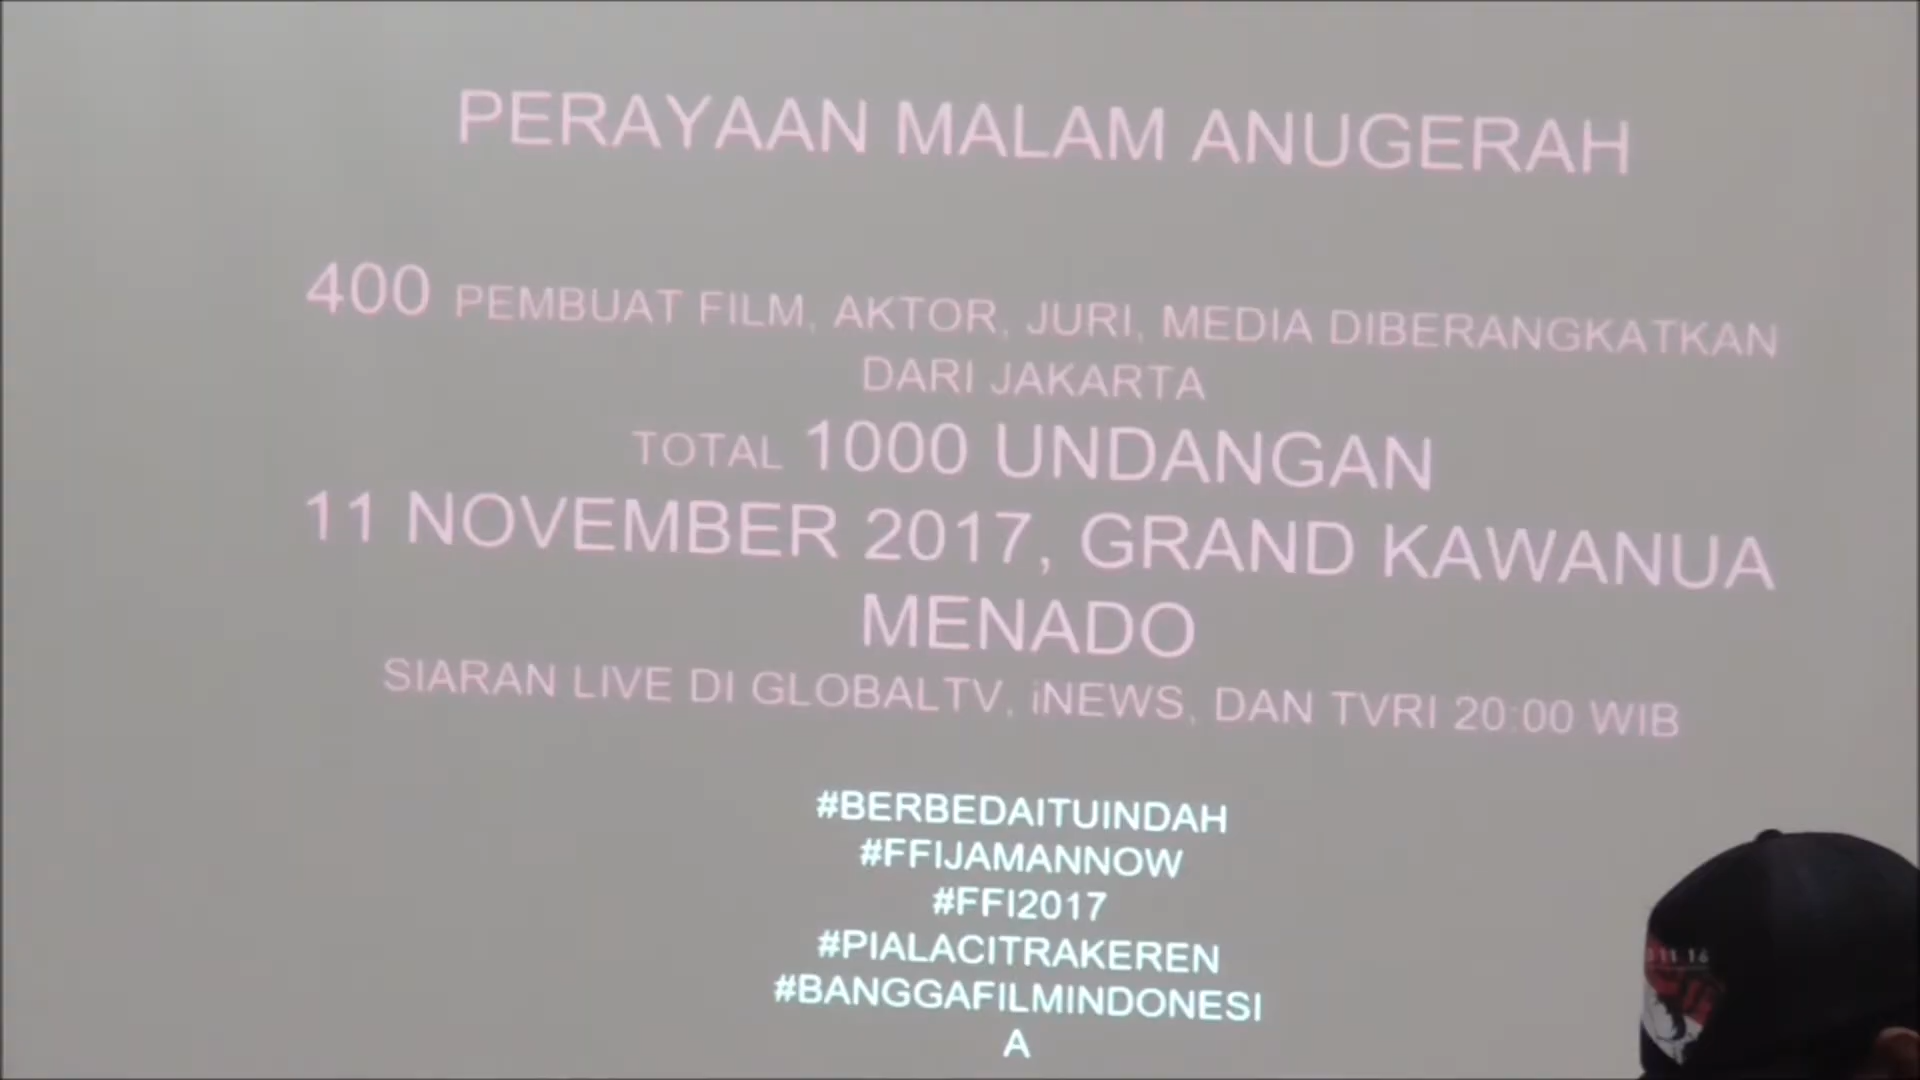 PERAYAAN MALAM ANUGERAH
400 PEMBUAT FILM, AKTOR, JURI, MEDIA DIBERANGKATKAN
DARI JAKARTA
TOTAL 1000 UNDANGAN
11 NOVEMBER 2017, GRAND KAWANUA
MENADO
SIARAN LIVE DI GLOBALTV, iNEWS, DAN TVRI 20:00 WIB
#BERBEDAITUINDAH
#FFIJAMANNOW
#FFI2017
#PIALACITRAKEREN
#BANGGAFILMINDONESI
A